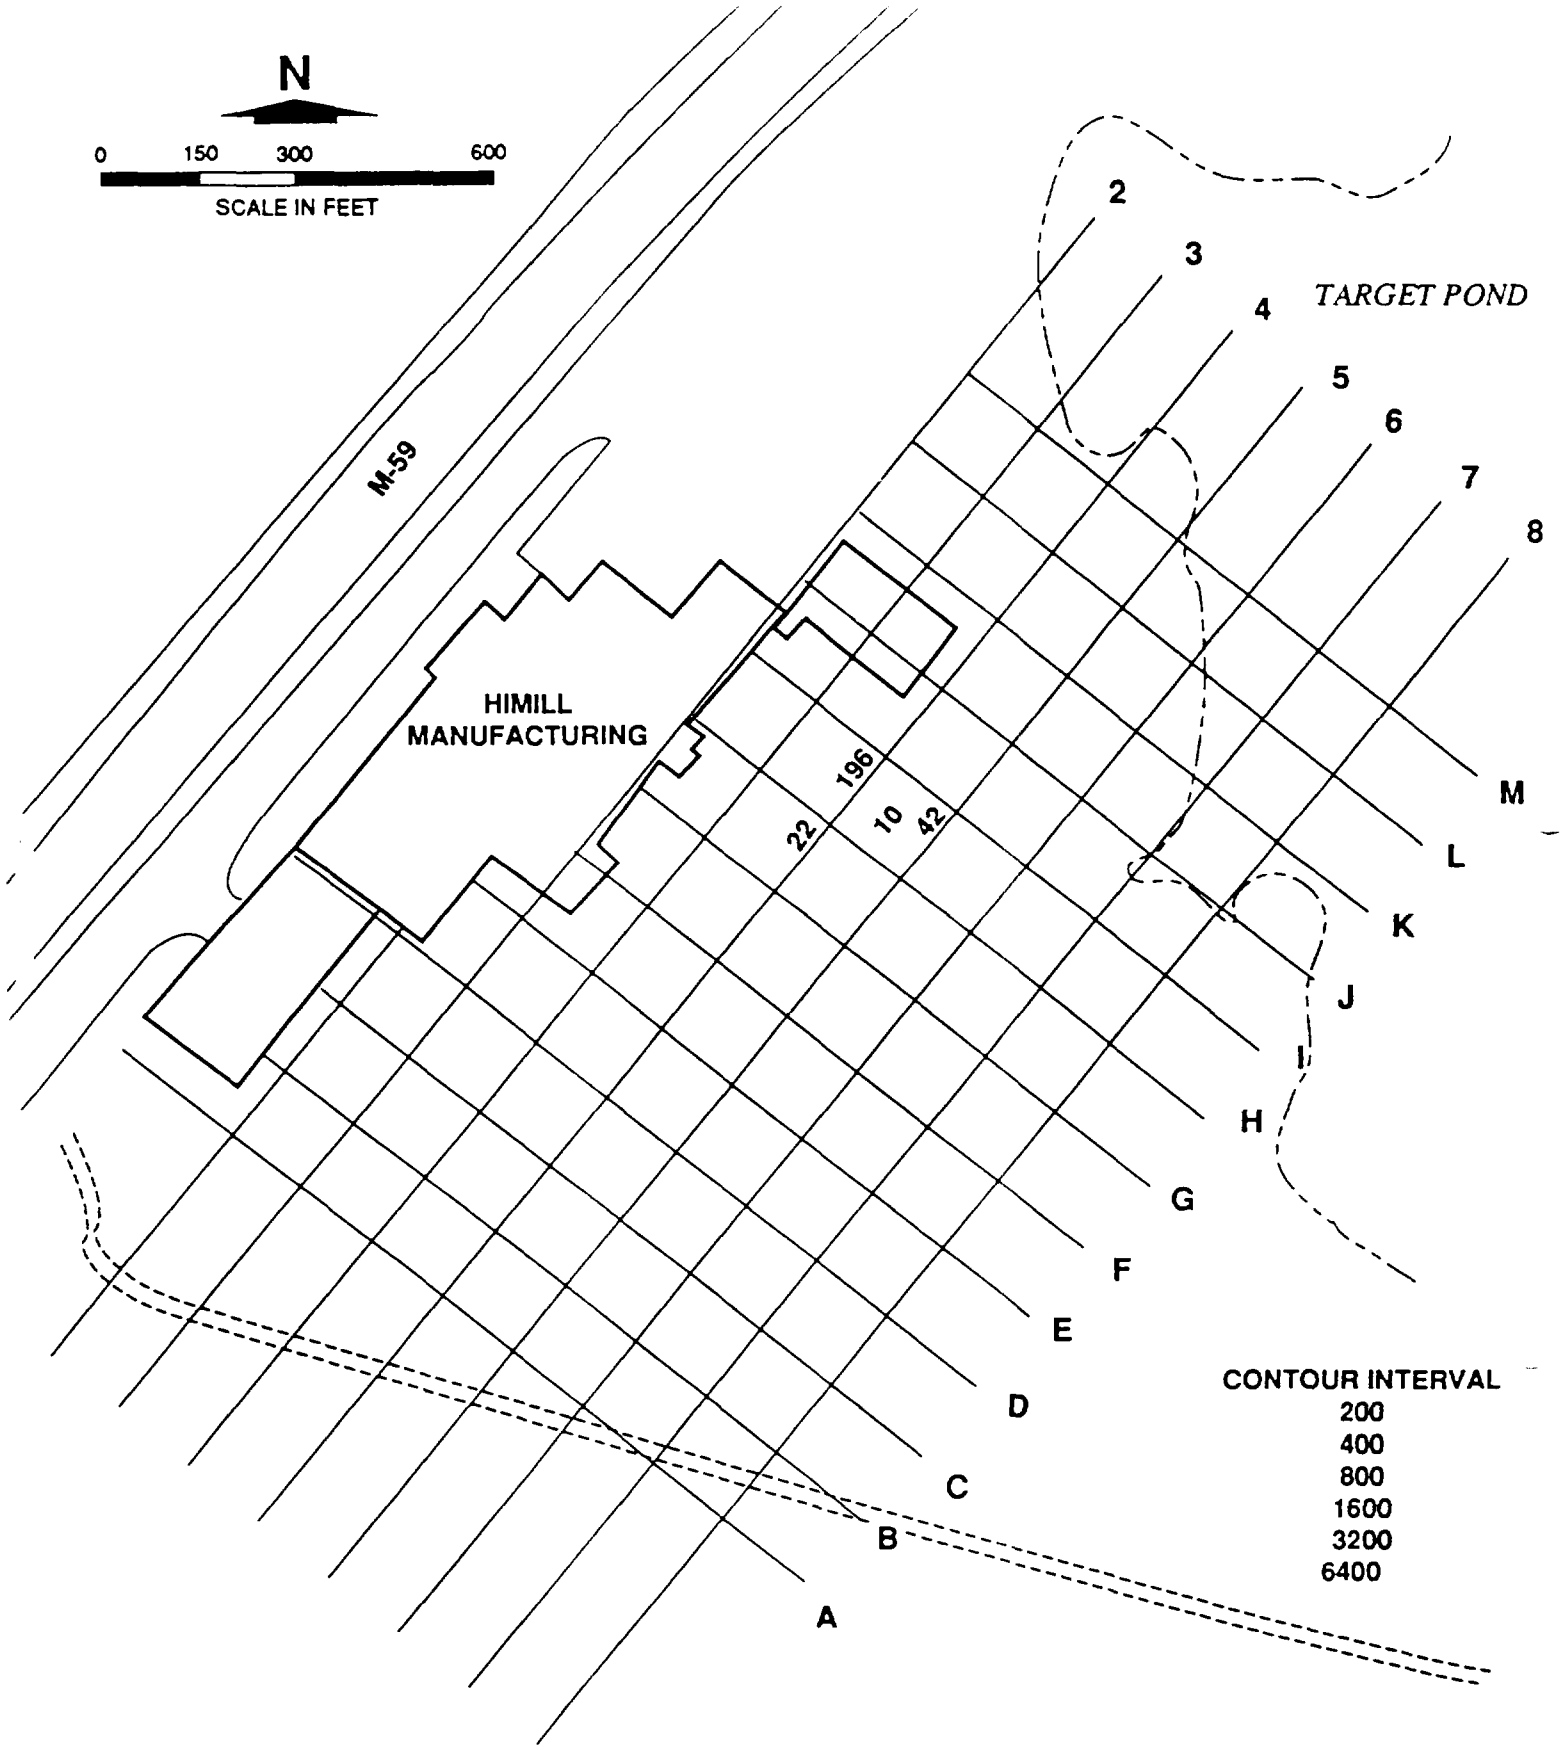 N
0 150 300 600
SCALE IN FEET
2
3
TARGET POND
4
5
6
M-59
7
8
HIMILL
MANUFACTURING
196
M
10
42
22
L
K
J
I
H
G
F
E
CONTOUR INTERVAL
D
200
400
800
C
1600
B
3200
6400
A